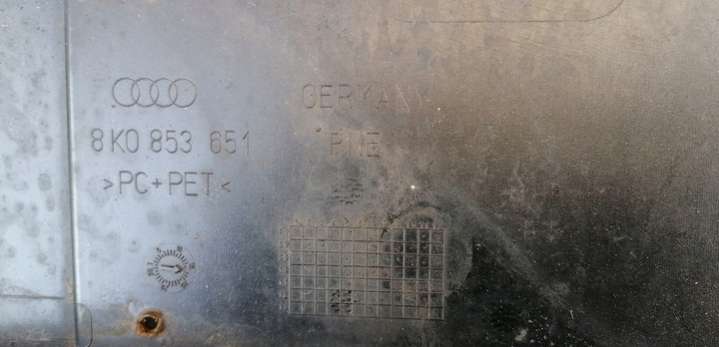 GERMANY
8K0 853 651
>PC+PET<